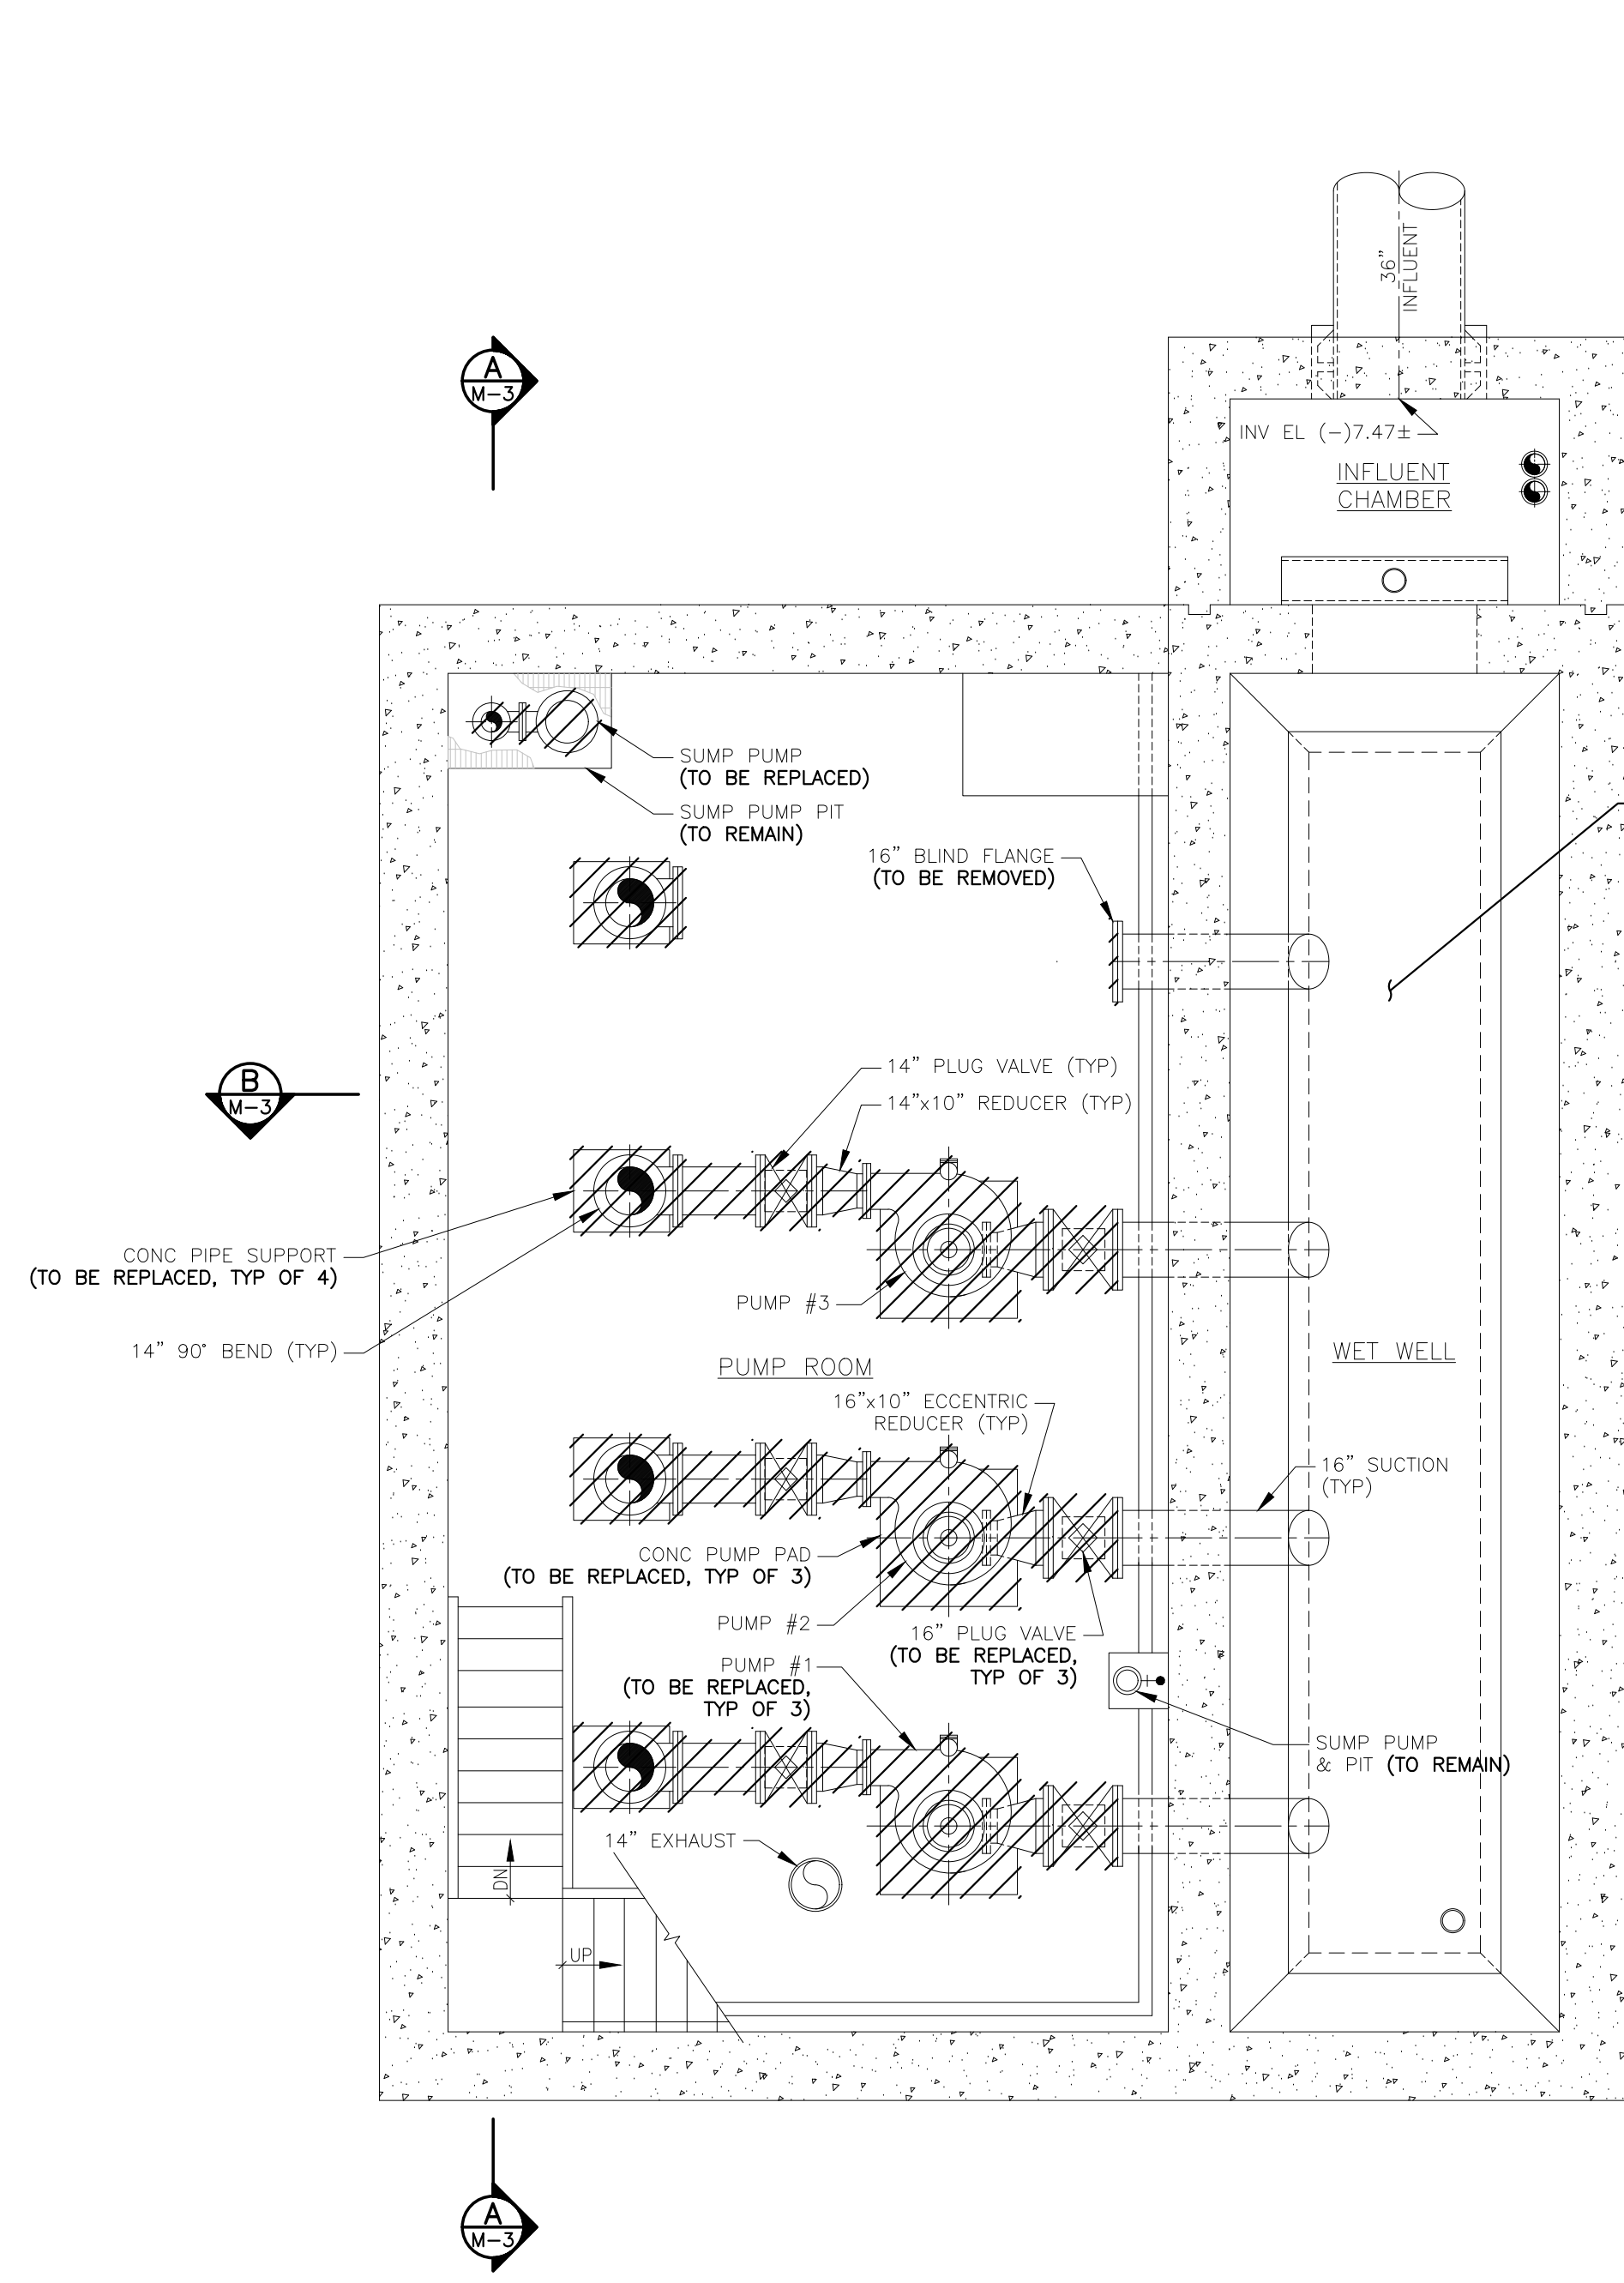 36”
INFLUENT
A
M-3
INV EL (-)7.47±
INFLUENT
CHAMBER
SUMP PUMP
(TO BE REPLACED)
SUMP PUMP PIT
(TO REMAIN)
16” BLIND FLANGE
(TO BE REMOVED)
14” PLUG VALVE (TYP)
B
M-3
14”x10” REDUCER (TYP)
CONC PIPE SUPPORT
(TO BE REPLACED, TYP OF 4)
PUMP #3
14” 90° BEND (TYP)
PUMP ROOM
WET WELL
16”x10” ECCENTRIC
REDUCER (TYP)
16” SUCTION
(TYP)
CONC PUMP PAD
(TO BE REPLACED, TYP OF 3)
PUMP #2
16” PLUG VALVE
(TO BE REPLACED,
TYP OF 3)
PUMP #1
(TO BE REPLACED,
TYP OF 3)
SUMP PUMP
& PIT (TO REMAIN)
14” EXHAUST
DN
UP
A
M-3